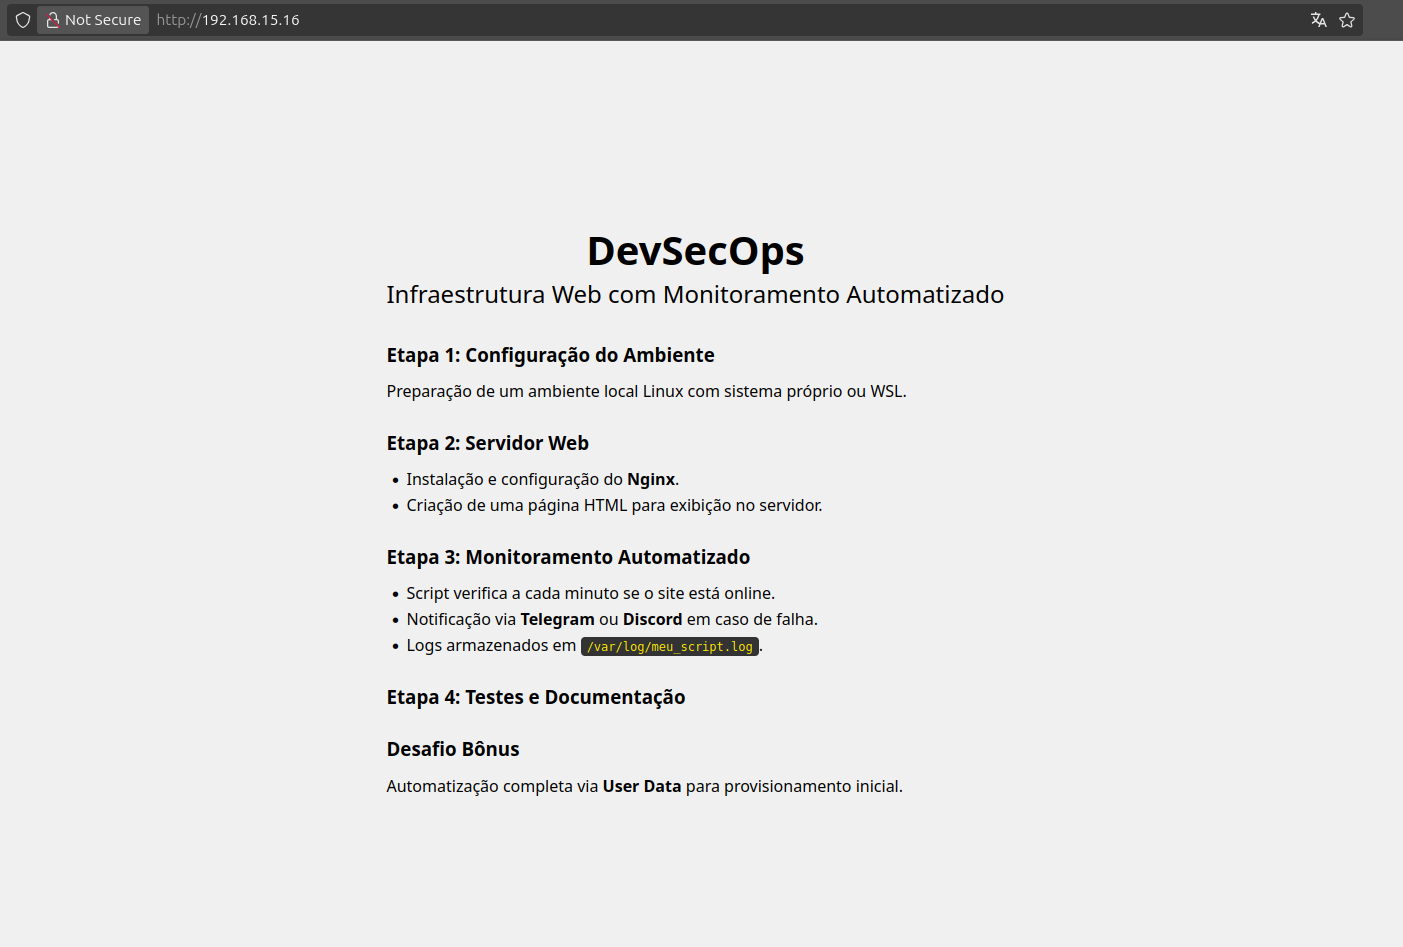 Not Secure http://192.168.15.16
DevSecOps
Infraestrutura Web com Monitoramento Automatizado
Etapa 1: Configuração do Ambiente
Preparação de um ambiente local Linux com sistema próprio ou WSL.
Etapa 2: Servidor Web
• Instalação e configuração do Nginx.
• Criação de uma página HTML para exibição no servidor.
Etapa 3: Monitoramento Automatizado
• Script verifica a cada minuto se o site está online.
• Notificação via Telegram ou Discord em caso de falha.
• Logs armazenados em /var/log/meu_script.log.
Etapa 4: Testes e Documentação
Desafio Bônus
Automatização completa via User Data para provisionamento inicial.